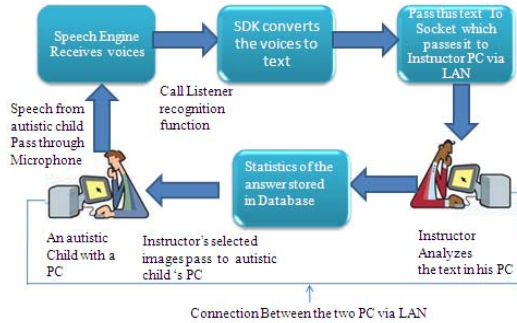 Speech Engine
Receives voices
SDK converts
the voices to
text
Pass this text To
Socket which
passes it to
Instructor PC via
LAN
Call Listener
recognition
function
Speech from
autistic child
Pass through
Microphone
Statistics of the
answer stored
in Database
An autistic
Child with a
PC
Instructor's selected
images pass to autistic
child 's PC
Instructor
Analyzes
the text in his PC
Connection Between the two PC via LAN